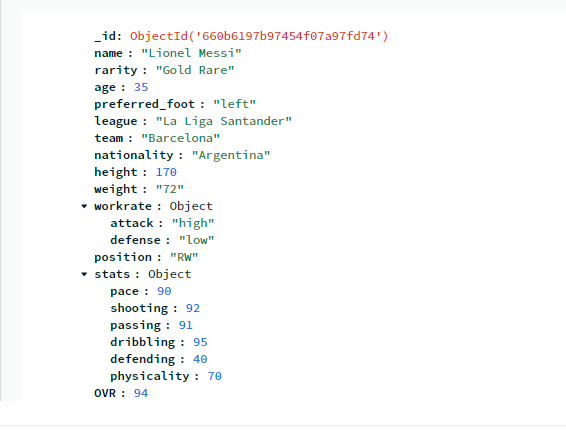 _id: ObjectId('660b6197b97454f07a97fd74')
name : "Lionel Messi"
rarity : "Gold Rare"
age : 35
preferred_foot : "left"
league : "La Liga Santander"
team : "Barcelona"
nationality : "Argentina"
height : 170
weight : "72"
workrate : Object
attack : "high"
defense : "low"
position : "RW"
stats : Object
pace : 90
shooting : 92
passing : 91
dribbling : 95
defending : 40
physicality : 70
OVR : 94